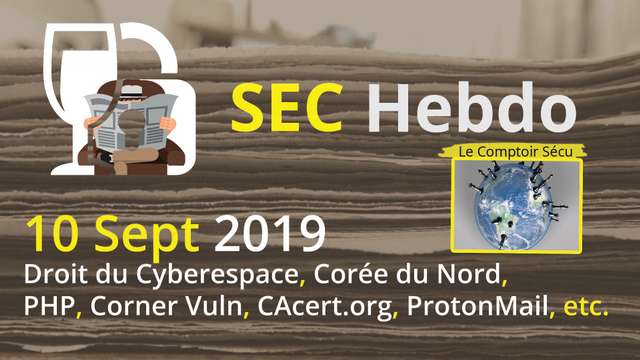 SEC Hebdo
Le Comptoir Sécu
10 Sept 2019
Droit du Cyberespace, Corée du Nord,
PHP, Corner Vuln, CAcert.org, ProtonMail, etc.